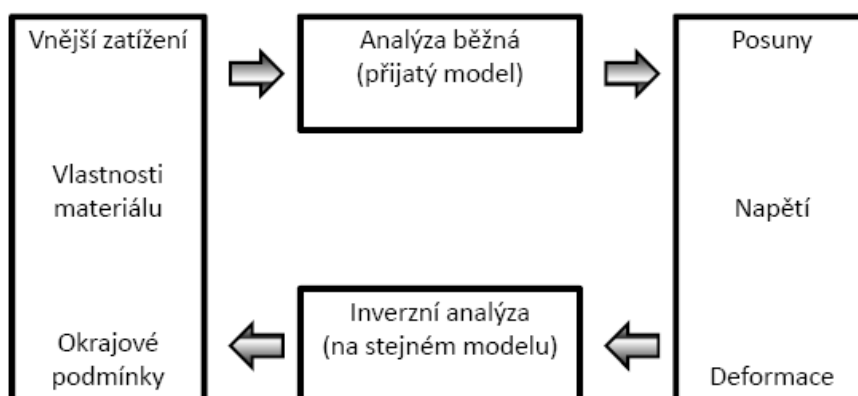 Vnější zatížení
Vlastnosti
materiálu
Okrajové
podmínky
Analýza běžná
(přijatý model)
Inverzní analýza
(na stejném modelu)
Posuny
Napětí
Deformace